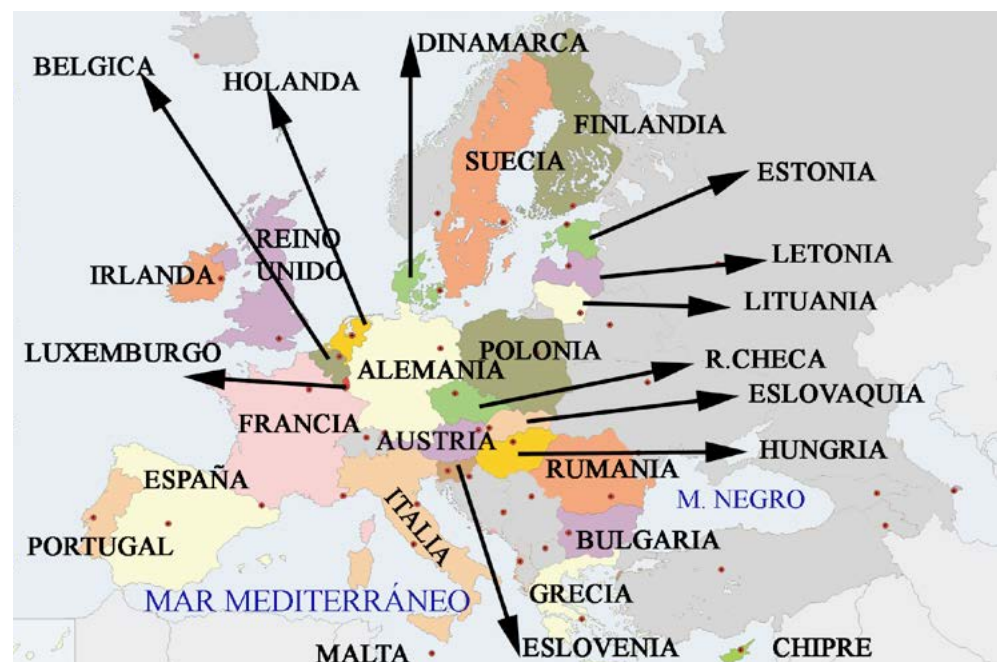 DINAMARCA
BELGICA
HOLANDA
FINLANDIA
SUECIA
ESTONIA
REINO
UNIDO
IRLANDA
LETONIA
LITUANIA
LUXEMBURGO
POLONIA
ALEMANIA
R.CHECA
ESLOVAQUIA
FRANCIA
AUSTRIA
HUNGRIA
RUMANIA
ESPAÑA
M. NEGRO
ITALIA
PORTUGAL
BULGARIA
GRECIA
MAR MEDITERRÁNEO
MALTA
ESLOVENIA
CHIPRE